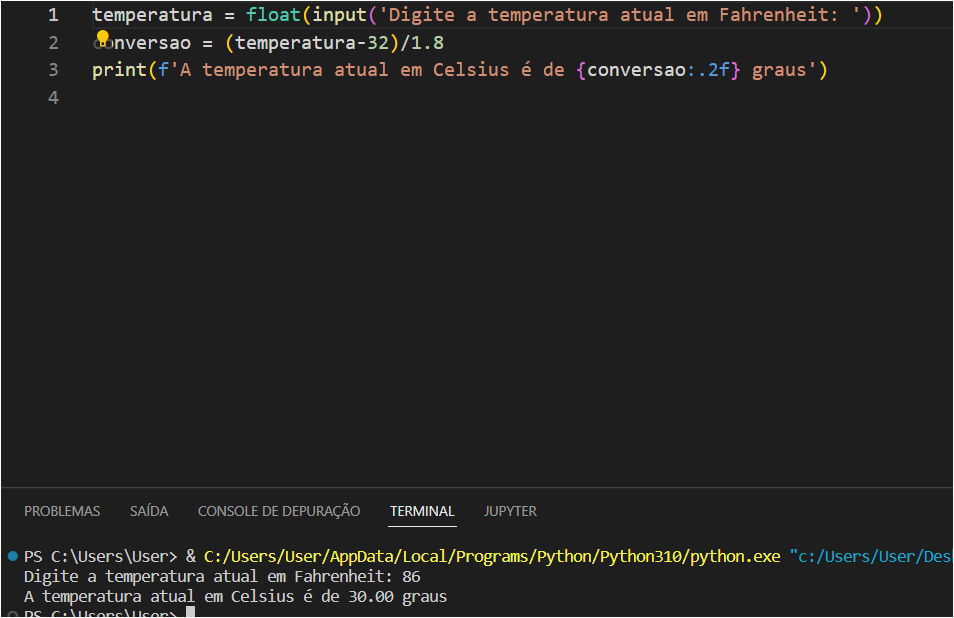 1 temperatura = float(input('Digite a temperatura atual em Fahrenheit: '))
2 conversao = (temperatura-32)/1.8
3 print(f'A temperatura atual em Celsius é de {conversao:.2f} graus')
4
PROBLEMAS SAÍDA CONSOLE DE DEPURAÇÃO TERMINAL JUPYTER
PS C:\Users\User> & C:/Users/User/AppData/Local/Programs/Python/Python310/python.exe "c:/Users/User/Des
Digite a temperatura atual em Fahrenheit: 86
A temperatura atual em Celsius é de 30.00 graus
PS C:\Users\User>